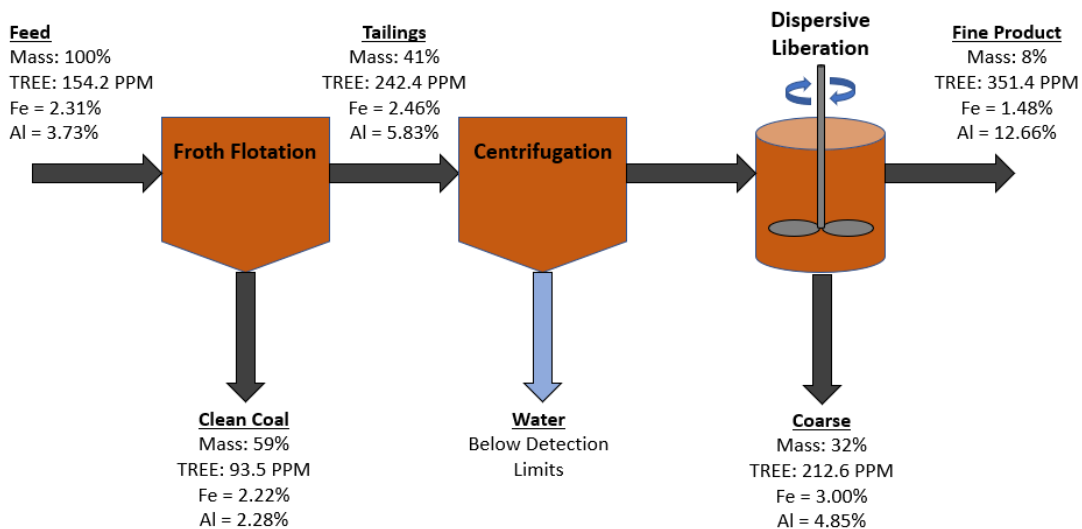 Feed
Mass: 100%
TREE: 154.2 PPM
Fe = 2.31%
Al = 3.73%
Tailings
Mass: 41%
TREE: 242.4 PPM
Fe = 2.46%
Al = 5.83%
Dispersive
Liberation
Fine Product
Mass: 8%
TREE: 351.4 PPM
Fe = 1.48%
Al = 12.66%
Froth Flotation
Centrifugation
Clean Coal
Mass: 59%
TREE: 93.5 PPM
Fe = 2.22%
Al = 2.28%
Water
Below Detection
Limits
Coarse
Mass: 32%
TREE: 212.6 PPM
Fe = 3.00%
Al = 4.85%